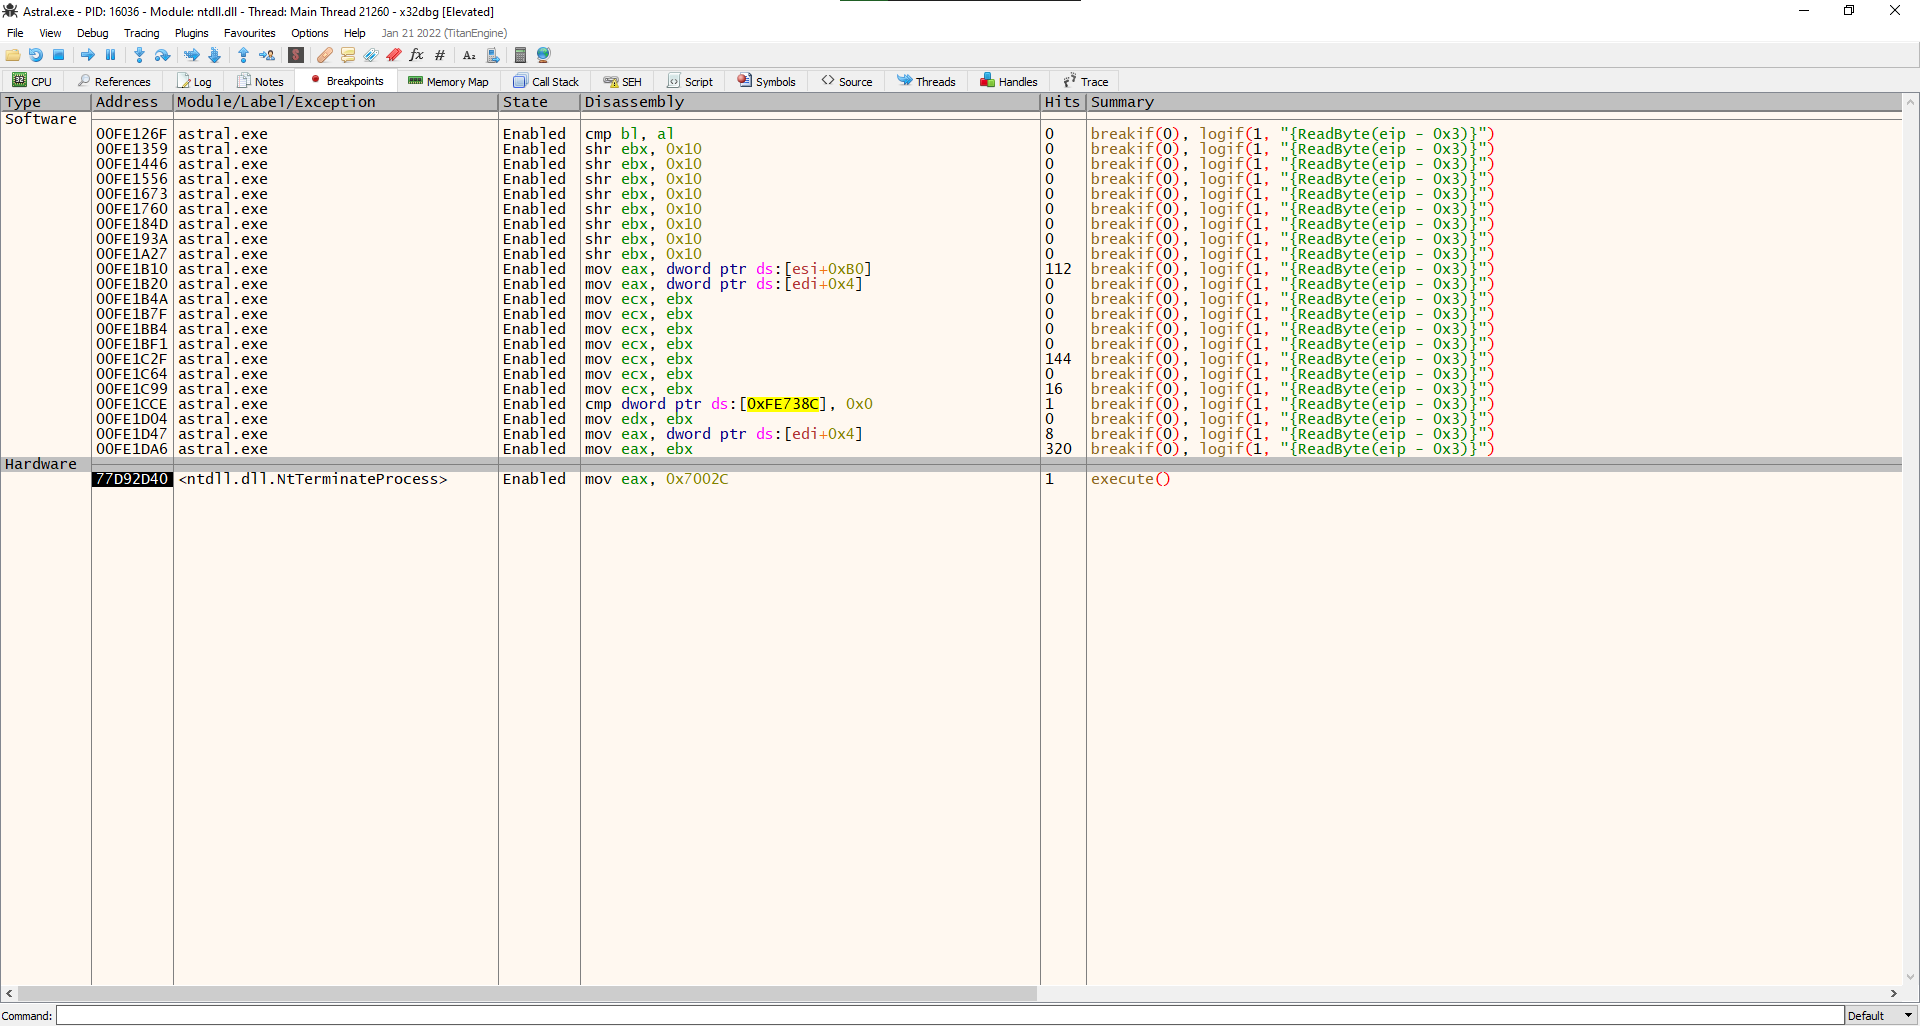 Astral.exe - PID: 16036 - Module: ntdll.dll - Thread: Main Thread 21260 - x32dbg [Elevated]
File View Debug Tracing Plugins Favourites Options Help Jan 21 2022 (TitanEngine)
CPU References Log Notes Breakpoints Memory Map Call Stack SEH Script Symbols Source Threads Handles Trace
Type Address Module/Label/Exception State Disassembly Hits Summary
Software
00FE126F astral.exe Enabled cmp bl, al 0 breakif(0), logif(1, "{ReadByte(eip - 0x3)}")
00FE1359 astral.exe Enabled shr ebx, 0x10 0 breakif(0), logif(1, "{ReadByte(eip - 0x3)}")
00FE1446 astral.exe Enabled shr ebx, 0x10 0 breakif(0), logif(1, "{ReadByte(eip - 0x3)}")
00FE1556 astral.exe Enabled shr ebx, 0x10 0 breakif(0), logif(1, "{ReadByte(eip - 0x3)}")
00FE1673 astral.exe Enabled shr ebx, 0x10 0 breakif(0), logif(1, "{ReadByte(eip - 0x3)}")
00FE1760 astral.exe Enabled shr ebx, 0x10 0 breakif(0), logif(1, "{ReadByte(eip - 0x3)}")
00FE184D astral.exe Enabled shr ebx, 0x10 0 breakif(0), logif(1, "{ReadByte(eip - 0x3)}")
00FE193A astral.exe Enabled shr ebx, 0x10 0 breakif(0), logif(1, "{ReadByte(eip - 0x3)}")
00FE1A27 astral.exe Enabled shr ebx, 0x10 0 breakif(0), logif(1, "{ReadByte(eip - 0x3)}")
00FE1B10 astral.exe Enabled mov eax, dword ptr ds:[esi+0xB0] 112 breakif(0), logif(1, "{ReadByte(eip - 0x3)}")
00FE1B20 astral.exe Enabled mov eax, dword ptr ds:[edi+0x4] 0 breakif(0), logif(1, "{ReadByte(eip - 0x3)}")
00FE1B4A astral.exe Enabled mov ecx, ebx 0 breakif(0), logif(1, "{ReadByte(eip - 0x3)}")
00FE1B7F astral.exe Enabled mov ecx, ebx 0 breakif(0), logif(1, "{ReadByte(eip - 0x3)}")
00FE1BB4 astral.exe Enabled mov ecx, ebx 0 breakif(0), logif(1, "{ReadByte(eip - 0x3)}")
00FE1BF1 astral.exe Enabled mov ecx, ebx 0 breakif(0), logif(1, "{ReadByte(eip - 0x3)}")
00FE1C2F astral.exe Enabled mov ecx, ebx 144 breakif(0), logif(1, "{ReadByte(eip - 0x3)}")
00FE1C64 astral.exe Enabled mov ecx, ebx 0 breakif(0), logif(1, "{ReadByte(eip - 0x3)}")
00FE1C99 astral.exe Enabled mov ecx, ebx 16 breakif(0), logif(1, "{ReadByte(eip - 0x3)}")
00FE1CCE astral.exe Enabled cmp dword ptr ds:[0xFE738C], 0x0 1 breakif(0), logif(1, "{ReadByte(eip - 0x3)}")
00FE1D04 astral.exe Enabled mov edx, ebx 0 breakif(0), logif(1, "{ReadByte(eip - 0x3)}")
00FE1D47 astral.exe Enabled mov eax, dword ptr ds:[edi+0x4] 8 breakif(0), logif(1, "{ReadByte(eip - 0x3)}")
00FE1DA6 astral.exe Enabled mov eax, ebx 320 breakif(0), logif(1, "{ReadByte(eip - 0x3)}")
Hardware
77D92D40 <ntdll.dll.NtTerminateProcess> Enabled mov eax, 0x7002C 1 execute()
Command: Default